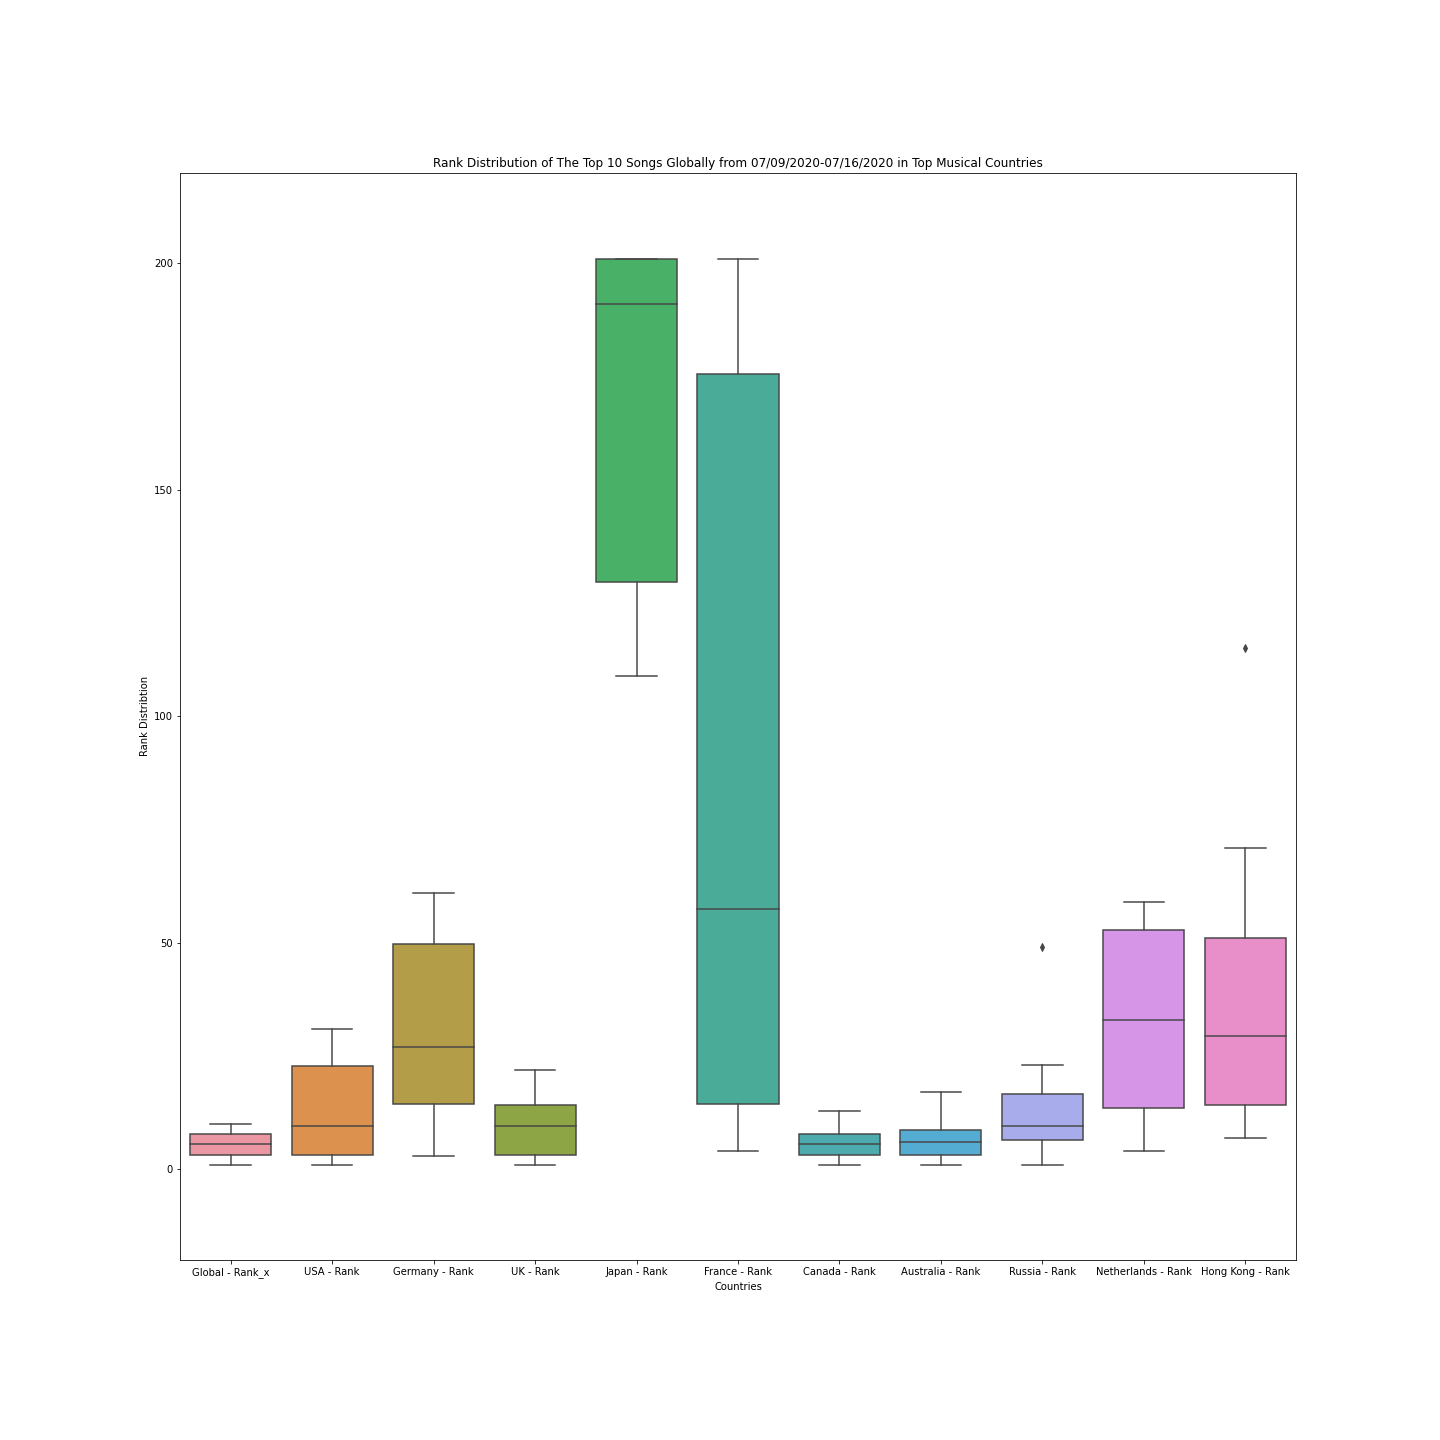 Rank Distribution of The Top 10 Songs Globally from 07/09/2020-07/16/2020 in Top Musical Countries
200
150
100
50
0
Rank Distribtion
Global - Rank_x USA - Rank Germany - Rank UK - Rank Japan - Rank France - Rank Canada - Rank Australia - Rank Russia - Rank Netherlands - Rank Hong Kong - Rank
Countries